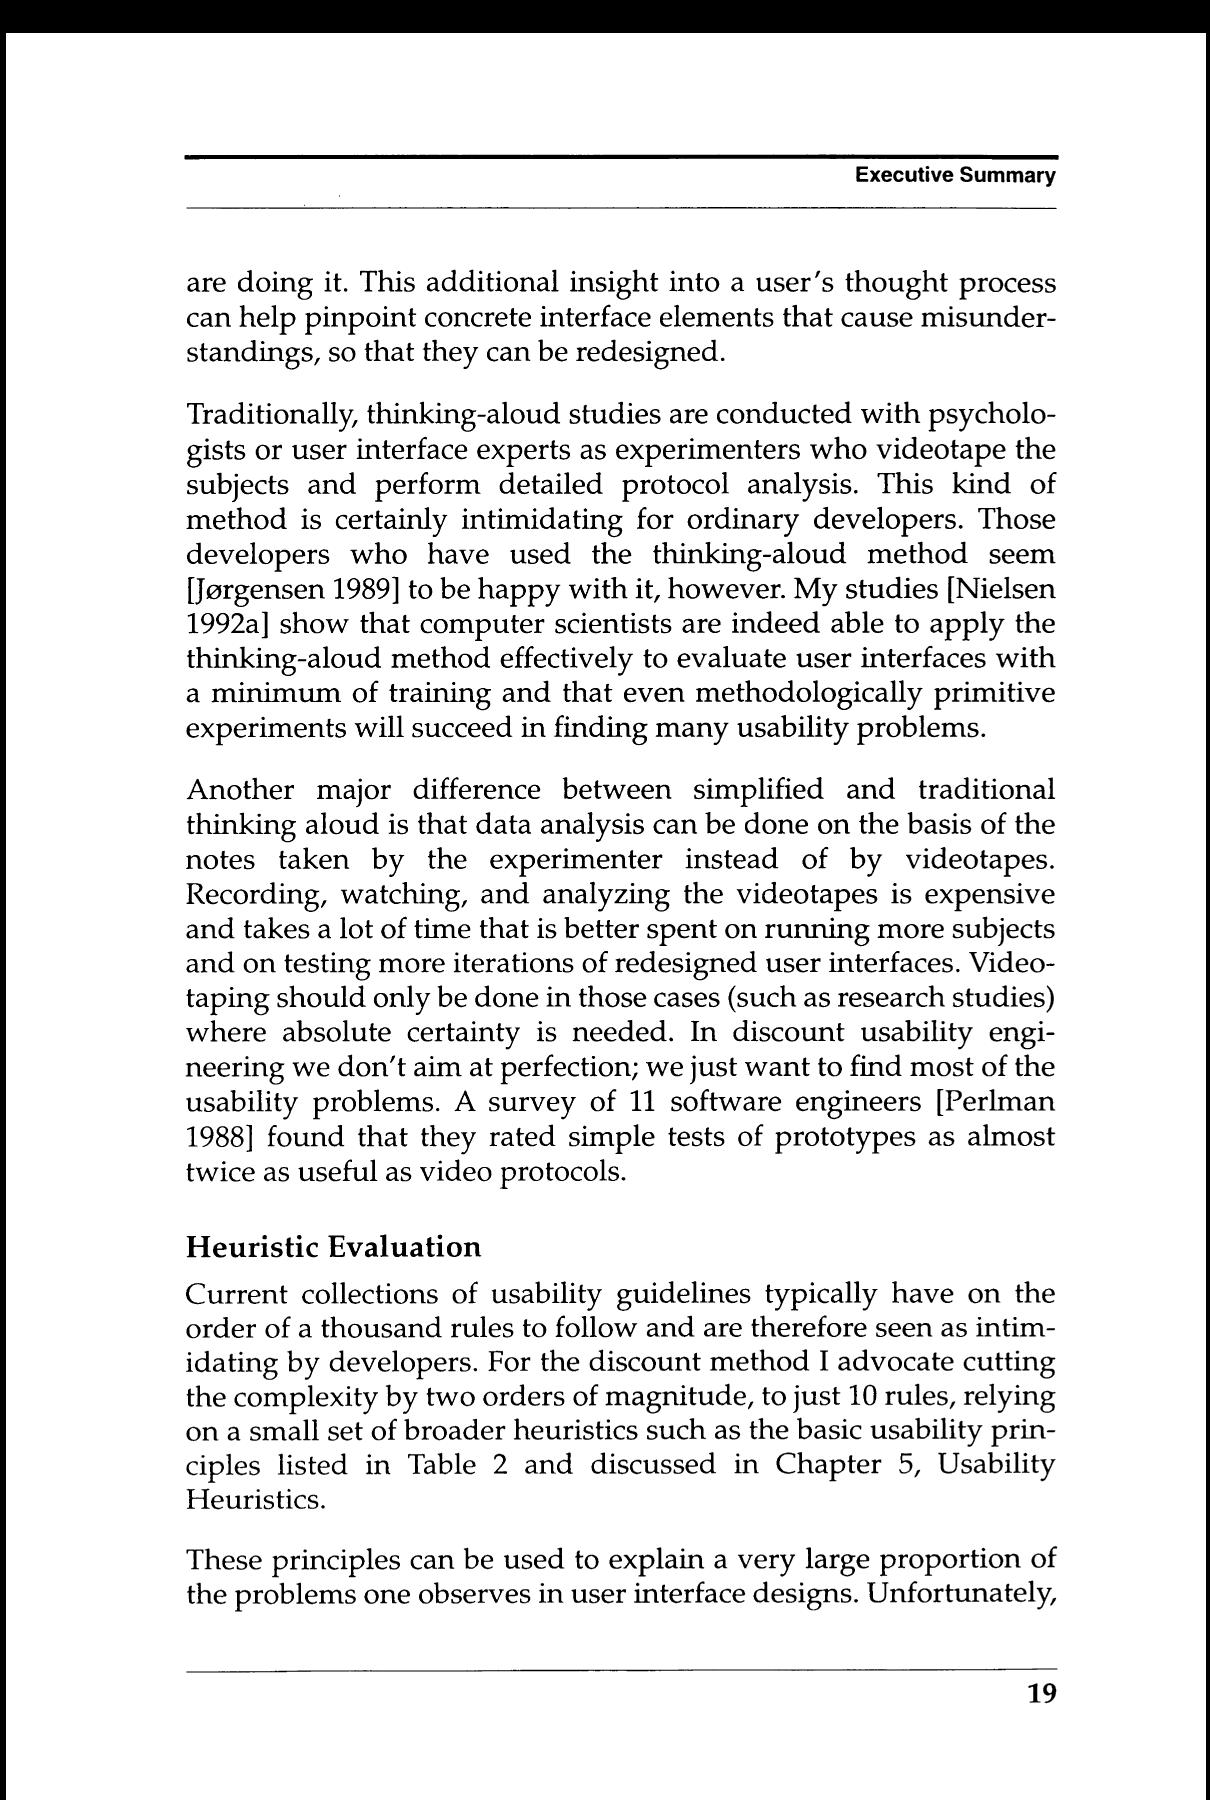 Executive Summary
are doing it. This additional insight into a user's thought process
can help pinpoint concrete interface elements that cause misunder-
standings, so that they can be redesigned.
Traditionally, thinking-aloud studies are conducted with psycholo-
gists or user interface experts as experimenters who videotape the
subjects and perform detailed protocol analysis. This kind of
method is certainly intimidating for ordinary developers. Those
developers who have used the thinking-aloud method seem
[Jørgensen 1989] to be happy with it, however. My studies [Nielsen
1992a] show that computer scientists are indeed able to apply the
thinking-aloud method effectively to evaluate user interfaces with
a minimum of training and that even methodologically primitive
experiments will succeed in finding many usability problems.
Another major difference between simplified and traditional
thinking aloud is that data analysis can be done on the basis of the
notes taken by the experimenter instead of by videotapes.
Recording, watching, and analyzing the videotapes is expensive
and takes a lot of time that is better spent on running more subjects
and on testing more iterations of redesigned user interfaces. Video-
taping should only be done in those cases (such as research studies)
where absolute certainty is needed. In discount usability engi-
neering we don't aim at perfection; we just want to find most of the
usability problems. A survey of 11 software engineers [Perlman
1988] found that they rated simple tests of prototypes as almost
twice as useful as video protocols.
Heuristic Evaluation
Current collections of usability guidelines typically have on the
order of a thousand rules to follow and are therefore seen as intim-
idating by developers. For the discount method I advocate cutting
the complexity by two orders of magnitude, to just 10 rules, relying
on a small set of broader heuristics such as the basic usability prin-
ciples listed in Table 2 and discussed in Chapter 5, Usability
Heuristics.
These principles can be used to explain a very large proportion of
the problems one observes in user interface designs. Unfortunately,
19